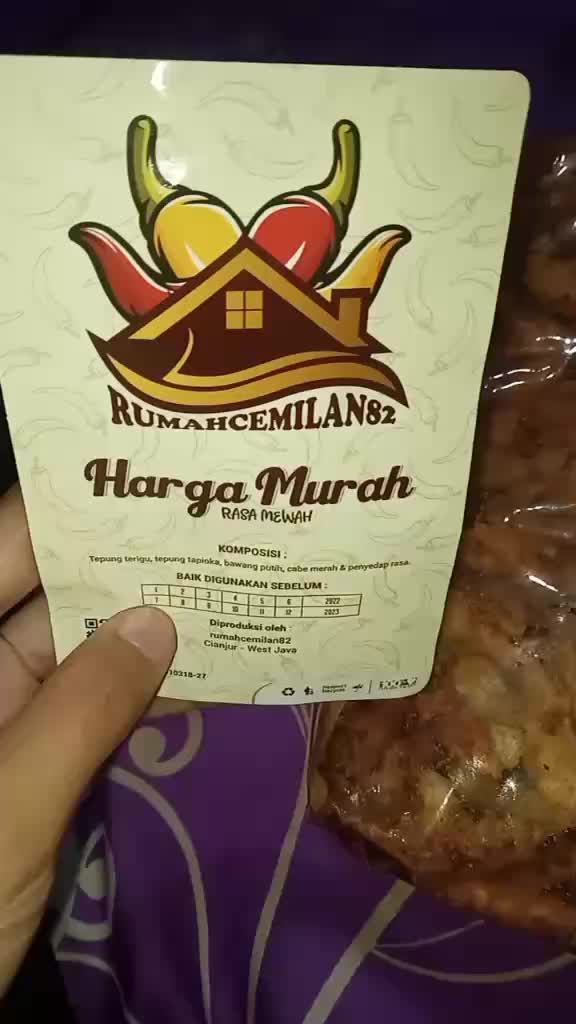 RUMAHCEMILAN82
Harga Murah
RASA MEWAH
KOMPOSISI :
Tepung terigu, tepung tapioka, bawang putih, cabe merah & penyedap rasa.
BAIK DIGUNAKAN SEBELUM :
1 2 3 4 5 6 2022
7 8 9 10 11 12 2023
Diproduksi oleh :
rumahcemilan82
Cianjur - West Java
10318-27